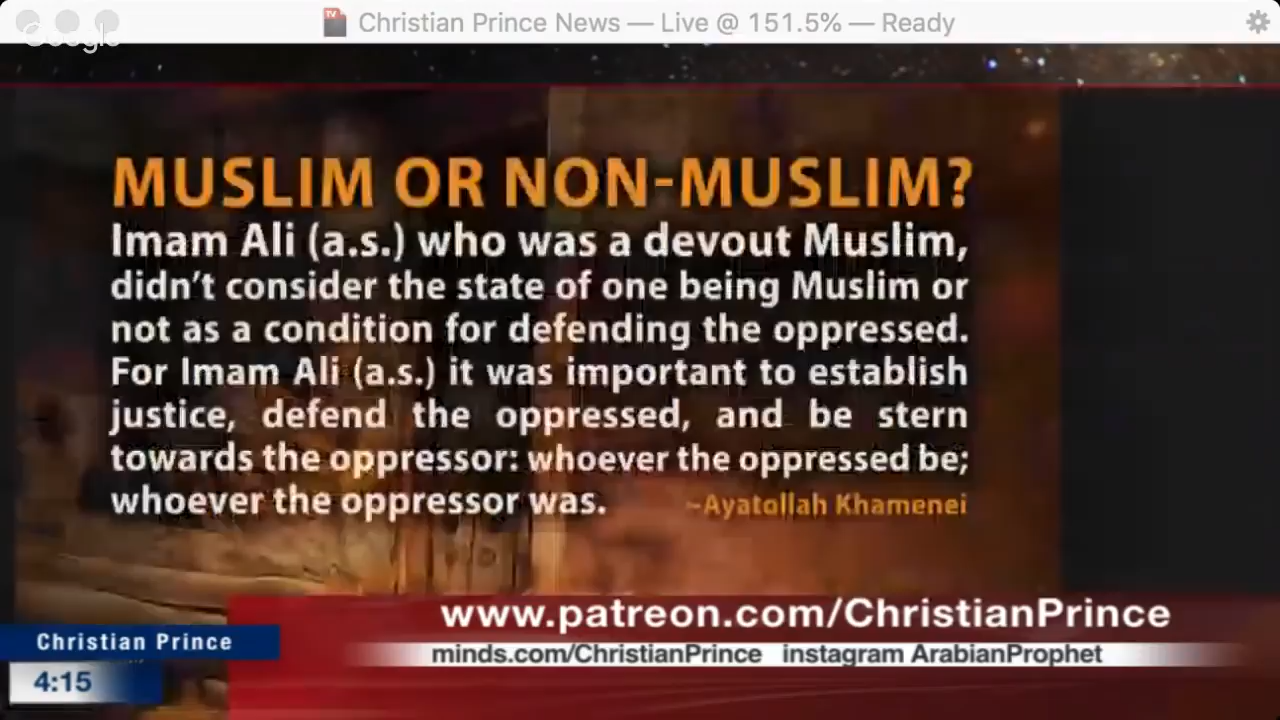 Christian Prince News — Live @ 151.5% — Ready
Google
MUSLIM OR NON-MUSLIM?
Imam Ali (a.s.) who was a devout Muslim,
didn't consider the state of one being Muslim or
not as a condition for defending the oppressed.
For Imam Ali (a.s.) it was important to establish
justice, defend the oppressed, and be stern
towards the oppressor: whoever the oppressed be;
whoever the oppressor was. ~Ayatollah Khamenei
www.patreon.com/ChristianPrince
Christian Prince
minds.com/ChristianPrince instagram ArabianProphet
4:15